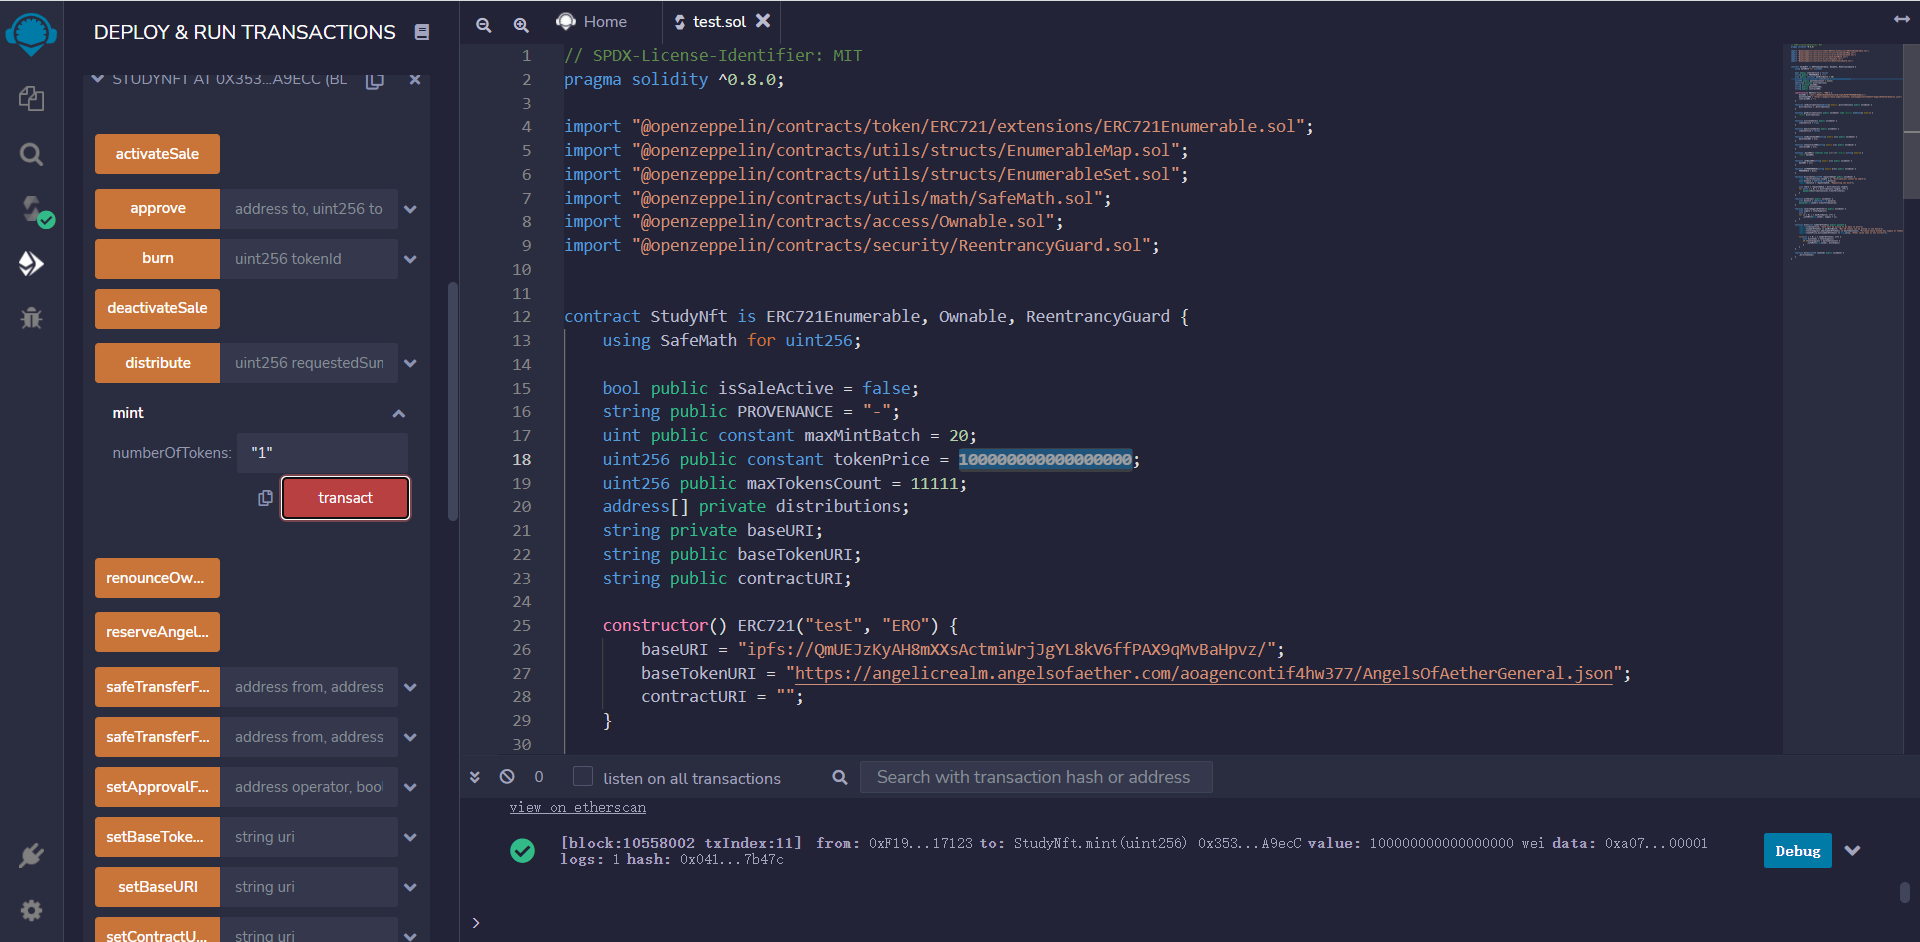 DEPLOY & RUN TRANSACTIONS
STUDYNFT AT 0X353...A9ECC (BL
activateSale
approve address to, uint256 to
burn uint256 tokenId
deactivateSale
distribute uint256 requestedSun
mint
numberOfTokens: "1"
transact
renounceOw...
reserveAngel...
safeTransferF... address from, address
safeTransferF... address from, address
setApprovalF... address operator, bool
setBaseToke... string uri
setBaseURI string uri
setContractU... string uri
Home test.sol
1 // SPDX-License-Identifier: MIT
2 pragma solidity ^0.8.0;
3
4 import "@openzeppelin/contracts/token/ERC721/extensions/ERC721Enumerable.sol";
5 import "@openzeppelin/contracts/utils/structs/EnumerableMap.sol";
6 import "@openzeppelin/contracts/utils/structs/EnumerableSet.sol";
7 import "@openzeppelin/contracts/utils/math/SafeMath.sol";
8 import "@openzeppelin/contracts/access/Ownable.sol";
9 import "@openzeppelin/contracts/security/ReentrancyGuard.sol";
10
11
12 contract StudyNft is ERC721Enumerable, Ownable, ReentrancyGuard {
13 using SafeMath for uint256;
14
15 bool public isSaleActive = false;
16 string public PROVENANCE = "-";
17 uint public constant maxMintBatch = 20;
18 uint256 public constant tokenPrice = 100000000000000000;
19 uint256 public maxTokensCount = 11111;
20 address[] private distributions;
21 string private baseURI;
22 string public baseTokenURI;
23 string public contractURI;
24
25 constructor() ERC721("test", "ERO") {
26 baseURI = "ipfs://QmUEJzKyAH8mXXsActmiWrjJgYL8kV6ffPAX9qMvBaHpvz/";
27 baseTokenURI = "https://angelicrealm.angelsofaether.com/aoagencontif4hw377/AngelsOfAetherGeneral.json";
28 contractURI = "";
29 }
30
0 listen on all transactions Search with transaction hash or address
view on etherscan
[block:10558002 txIndex:11] from: 0xF19...17123 to: StudyNft.mint(uint256) 0x353...A9ecC value: 100000000000000000 wei data: 0xa07...00001
logs: 1 hash: 0x041...7b47c
Debug
>